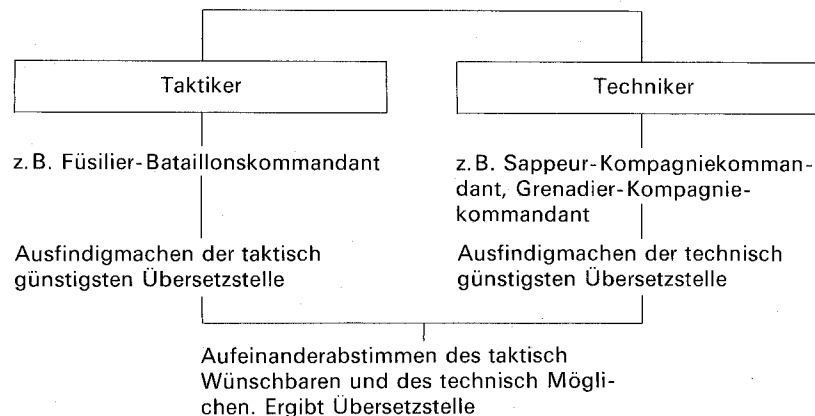 Taktiker
z.B. Füsilier-Bataillonskommandant
Ausfindigmachen der taktisch
günstigsten Übersetzstelle
Techniker
z.B. Sappeur-Kompagniekomman-
dant, Grenadier-Kompagnie-
kommandant
Ausfindigmachen der technisch
günstigsten Übersetzstelle
Aufeinanderabstimmen des taktisch
Wünschbaren und des technisch Mögli-
chen. Ergibt Übersetzstelle